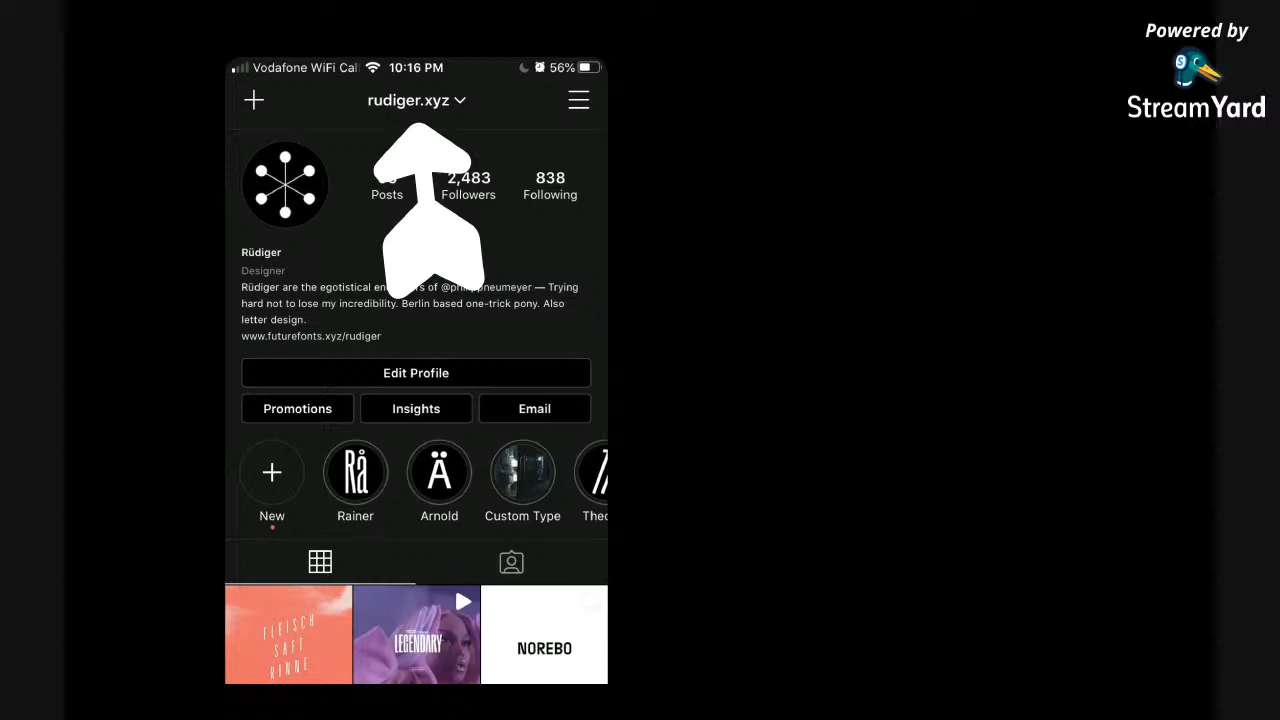 Powered by
StreamYard
Vodafone WiFi Cal 10:16 PM 56%
rudiger.xyz
2,483 838
Posts Followers Following
Rüdiger
Designer
Rüdiger are the egotistical of — Trying
hard not to lose my incredibility. Berlin based one-trick pony. Also
letter design.
www.futurefonts.xyz/rudiger
Edit Profile
Promotions Insights Email
Rå Ä
New Rainer Arnold Custom Type
FLEISCH
SAFT
RINNE
LEGENDARY
NOREBO